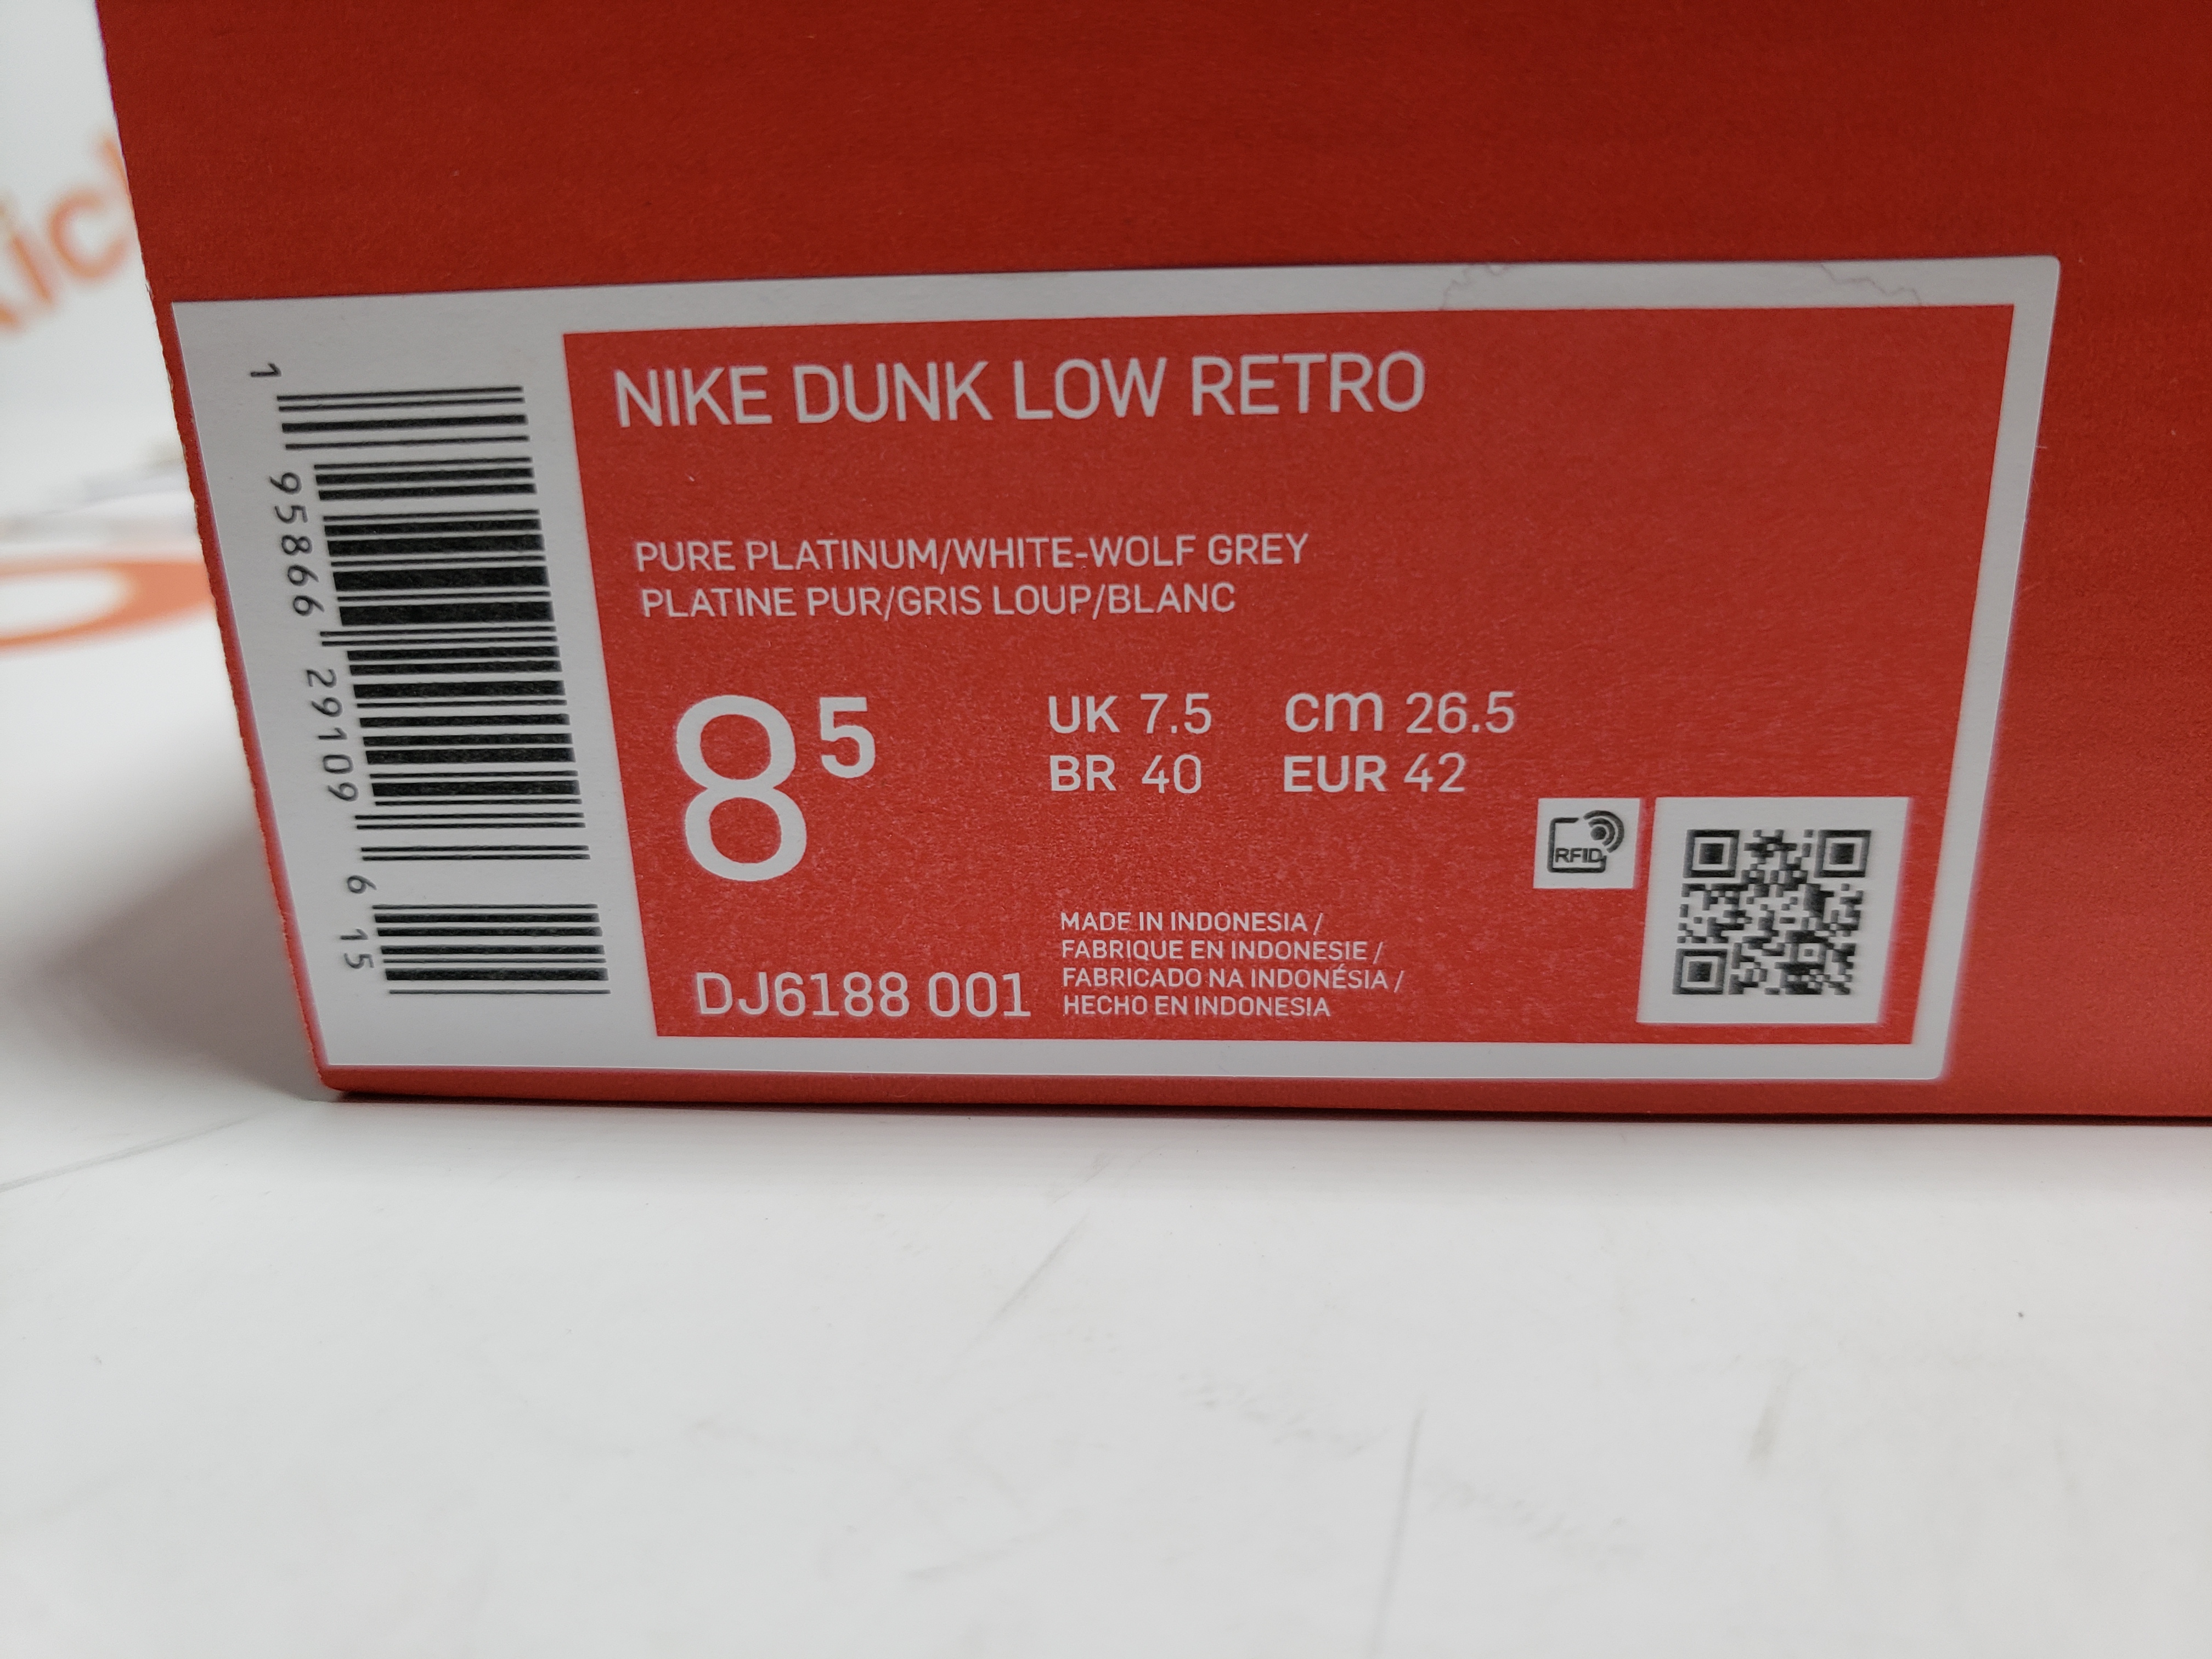 NIKE DUNK LOW RETRO
PURE PLATINUM/WHITE-WOLF GREY
PLATINE PUR/GRIS LOUP/BLANC
8 5
UK 7.5 cm 26.5
BR 40 EUR 42
RFID
DJ6188 001
MADE IN INDONESIA /
FABRIQUE EN INDONESIE /
FABRICADO NA INDONÉSIA /
HECHO EN INDONESIA
1 95866 29109 6 15